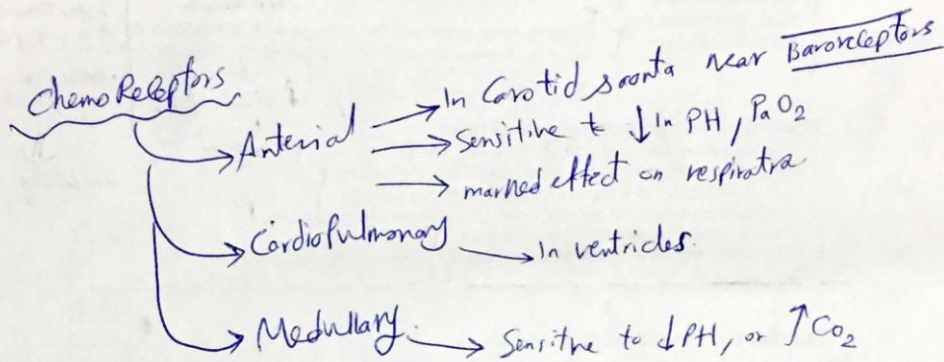 Chemo Receptors
Arterial → In Carotid & aorta near Baroreceptors
→ Sensitive to ↓ In PH, PaO2
→ marked effect on respiration
CardioPulmonary → In ventricles.
Medullary. → Sensitive to ↓PH, or ↑CO2